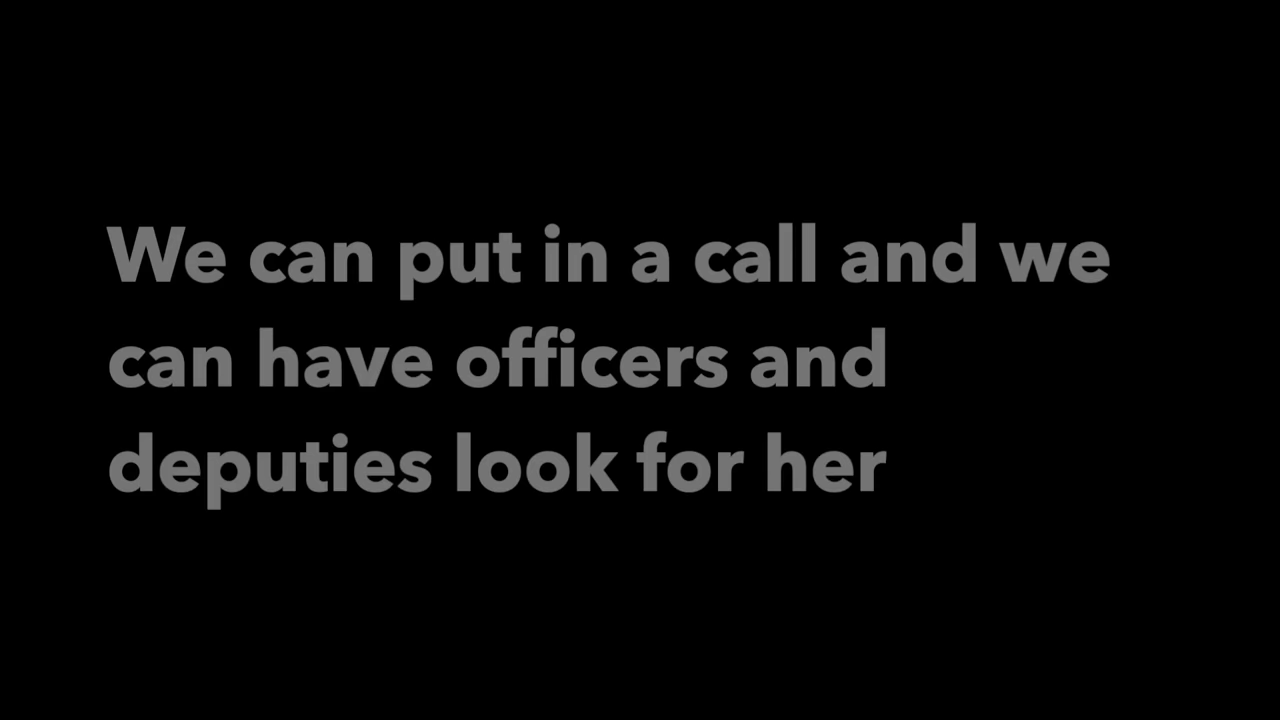 We can put in a call and we
can have officers and
deputies look for her